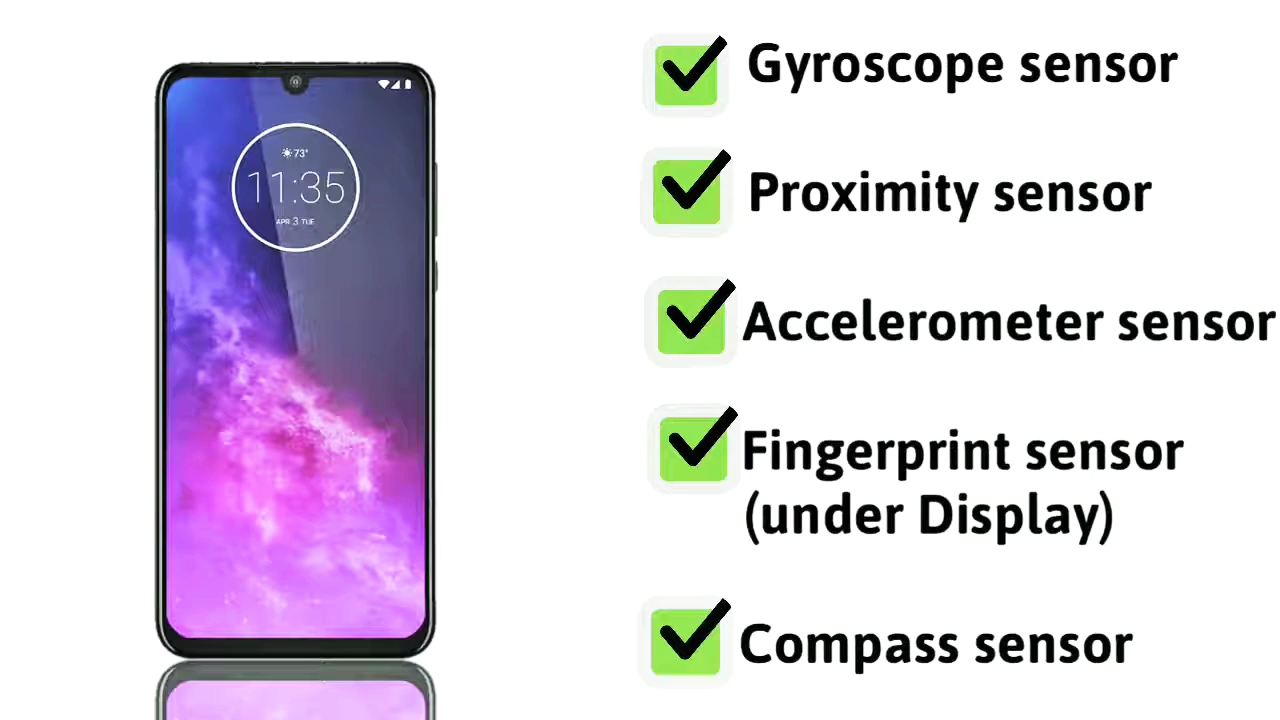 73°
11:35
APR 3 TUE
Gyroscope sensor
Proximity sensor
Accelerometer sensor
Fingerprint sensor
(under Display)
Compass sensor